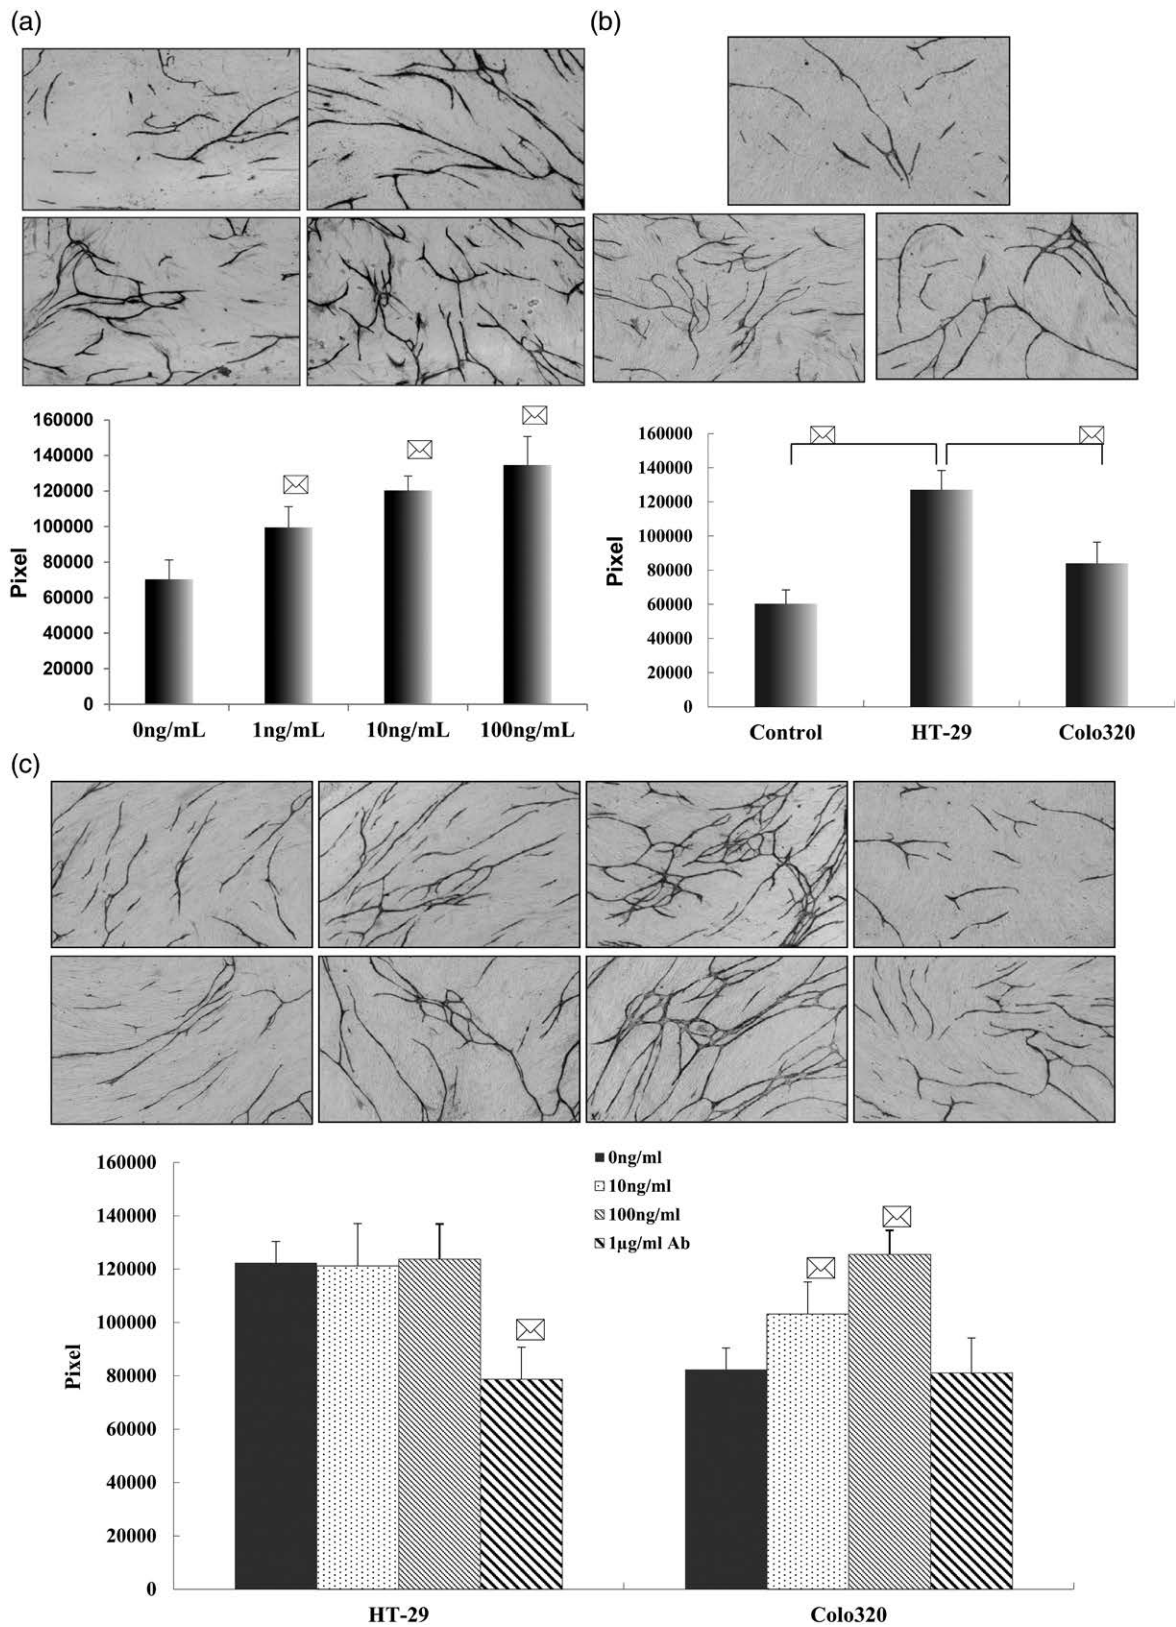 (a)
(b)
160000
140000
120000
100000
80000
60000
40000
20000
0
Pixel
0ng/mL 1ng/mL 10ng/mL 100ng/mL
160000
140000
120000
100000
80000
60000
40000
20000
0
Pixel
Control HT-29 Colo320
(c)
160000
140000
120000
100000
80000
60000
40000
20000
0
Pixel
0ng/ml
10ng/ml
100ng/ml
1μg/ml Ab
HT-29 Colo320